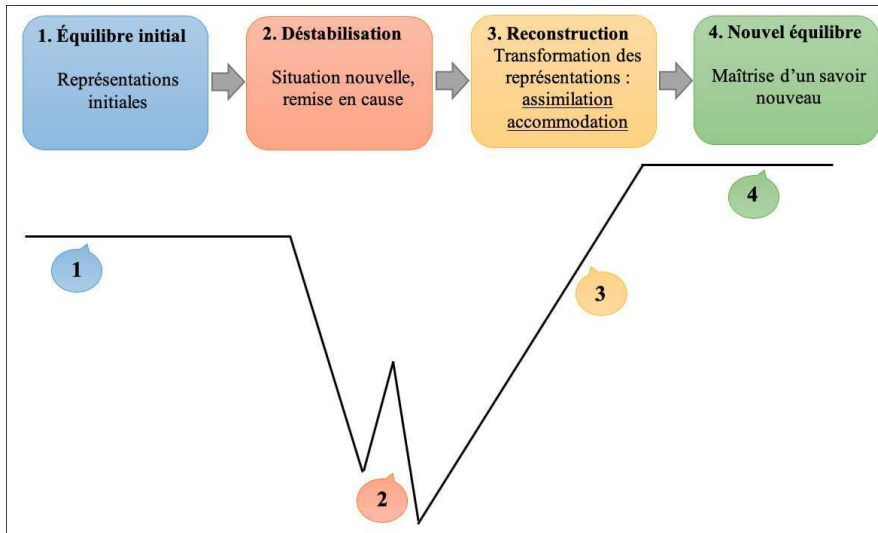 1. Équilibre initial
Représentations
initiales
2. Déstabilisation
Situation nouvelle,
remise en cause
3. Reconstruction
Transformation des
représentations :
assimilation
accommodation
4. Nouvel équilibre
Maîtrise d’un savoir
nouveau
1
2
3
4